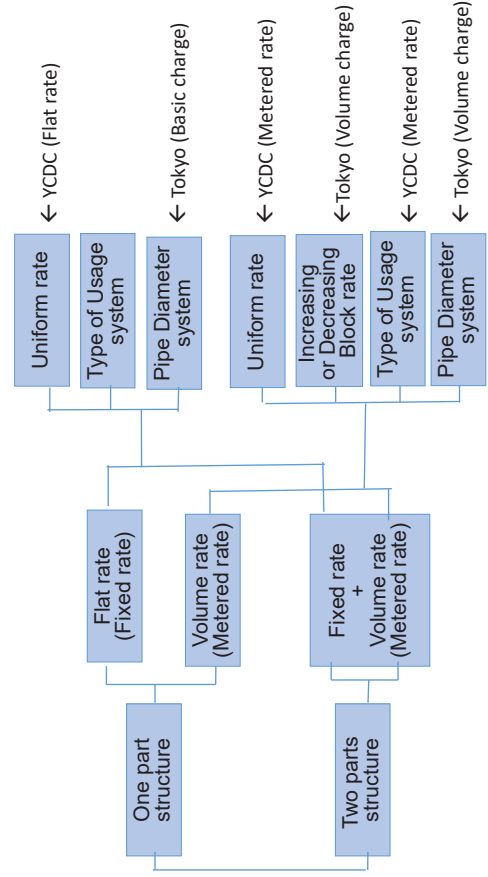 One part
structure
Two parts
structure
Flat rate
(Fixed rate)
Volume rate
(Metered rate)
Fixed rate
+
Volume rate
(Metered rate)
Uniform rate
Type of Usage
system
Pipe Diameter
system
Uniform rate
Increasing
or Decreasing
Block rate
Type of Usage
system
Pipe Diameter
system
← YCDC (Flat rate)
← Tokyo (Basic charge)
← YCDC (Metered rate)
←Tokyo (Volume charge)
← YCDC (Metered rate)
←Tokyo (Volume charge)